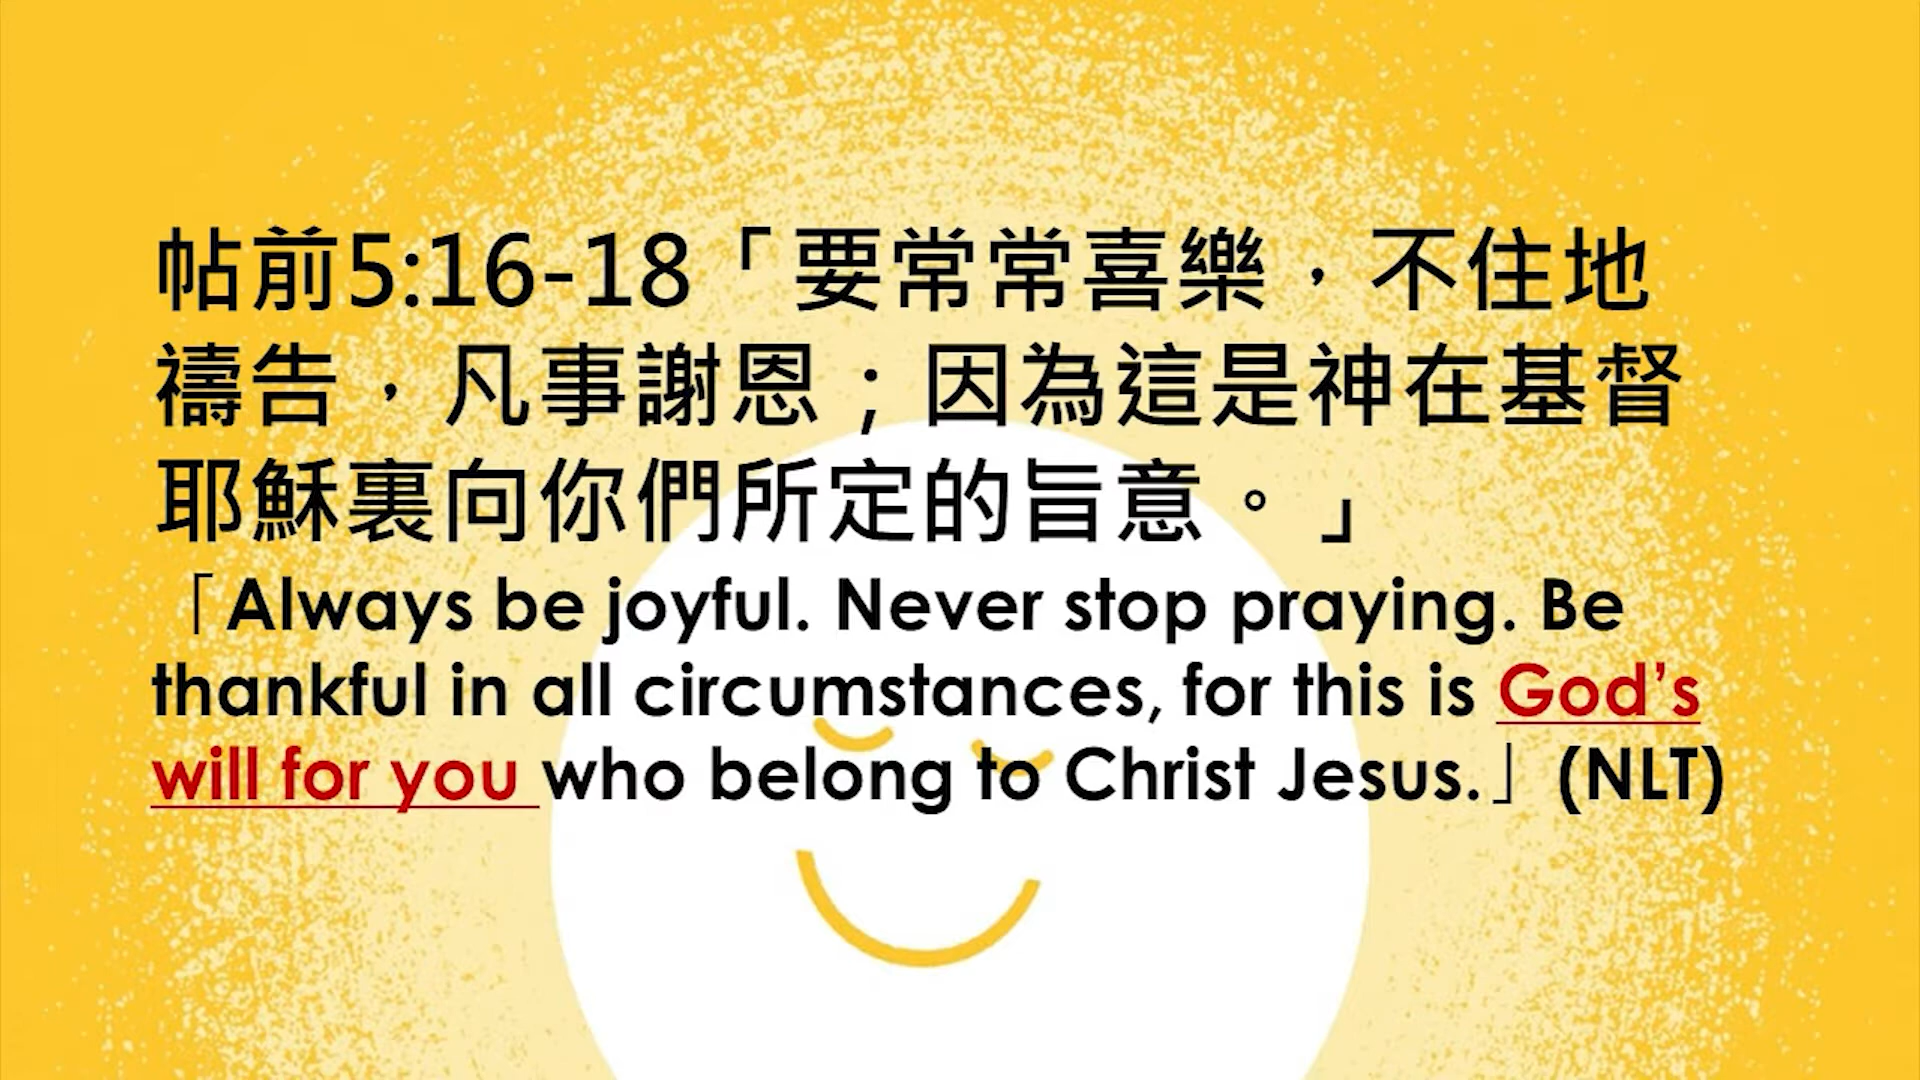 帖前5:16-18「要常常喜樂，不住地
禱告，凡事謝恩；因為這是神在基督
耶穌裏向你們所定的旨意。」
「Always be joyful. Never stop praying. Be
thankful in all circumstances, for this is God’s
will for you who belong to Christ Jesus.」(NLT)